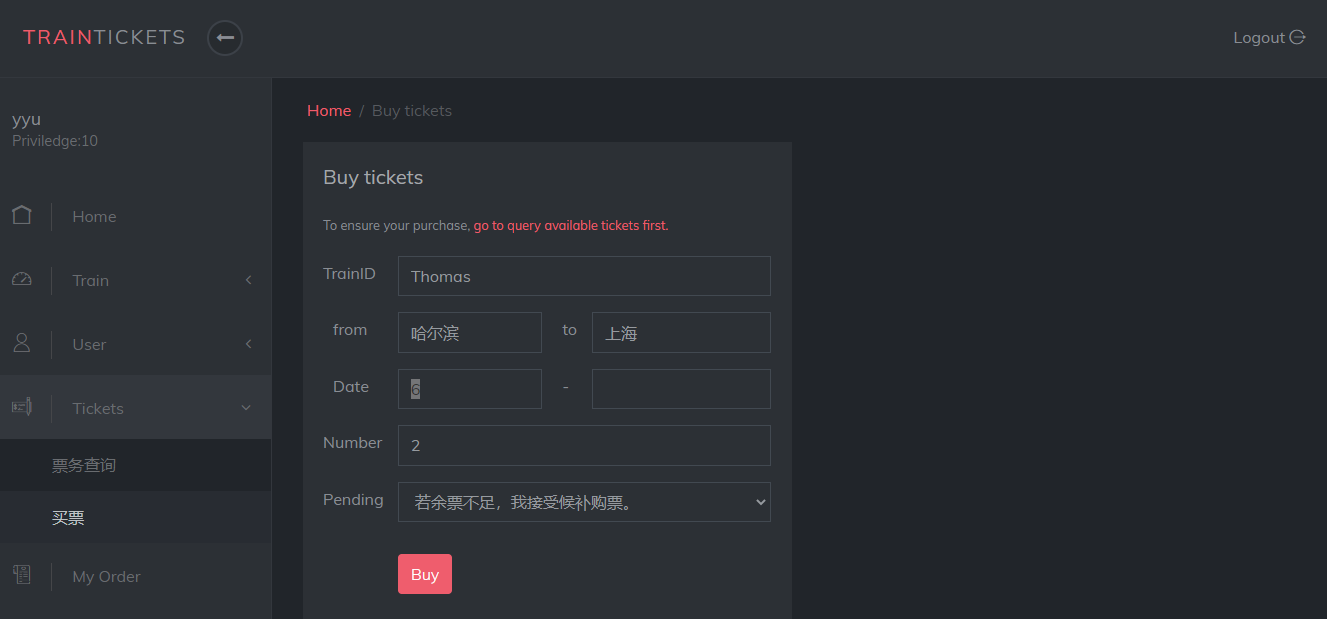 TRAINTICKETS
Logout
yyu
Priviledge:10
Home
Train
User
Tickets
票务查询
买票
My Order
Home / Buy tickets
Buy tickets
To ensure your purchase, go to query available tickets first.
TrainID Thomas
from 哈尔滨 to 上海
Date 6 -
Number 2
Pending 若余票不足，我接受候补购票。
Buy